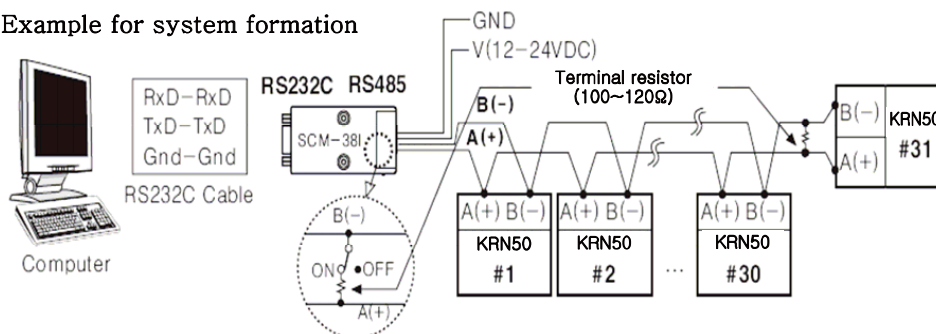 Example for system formation
GND
V(12-24VDC)
RS232C RS485
RxD-RxD
TxD-TxD
Gnd-Gnd
RS232C Cable
SCM-38I
B(-)
A(+)
Terminal resistor
(100~120Ω)
B(-)
A(+)
KRN50
#31
Computer
B(-)
ON
OFF
A(+)
A(+) B(-)
KRN50
#1
A(+) B(-)
KRN50
#2
...
A(+) B(-)
KRN50
#30